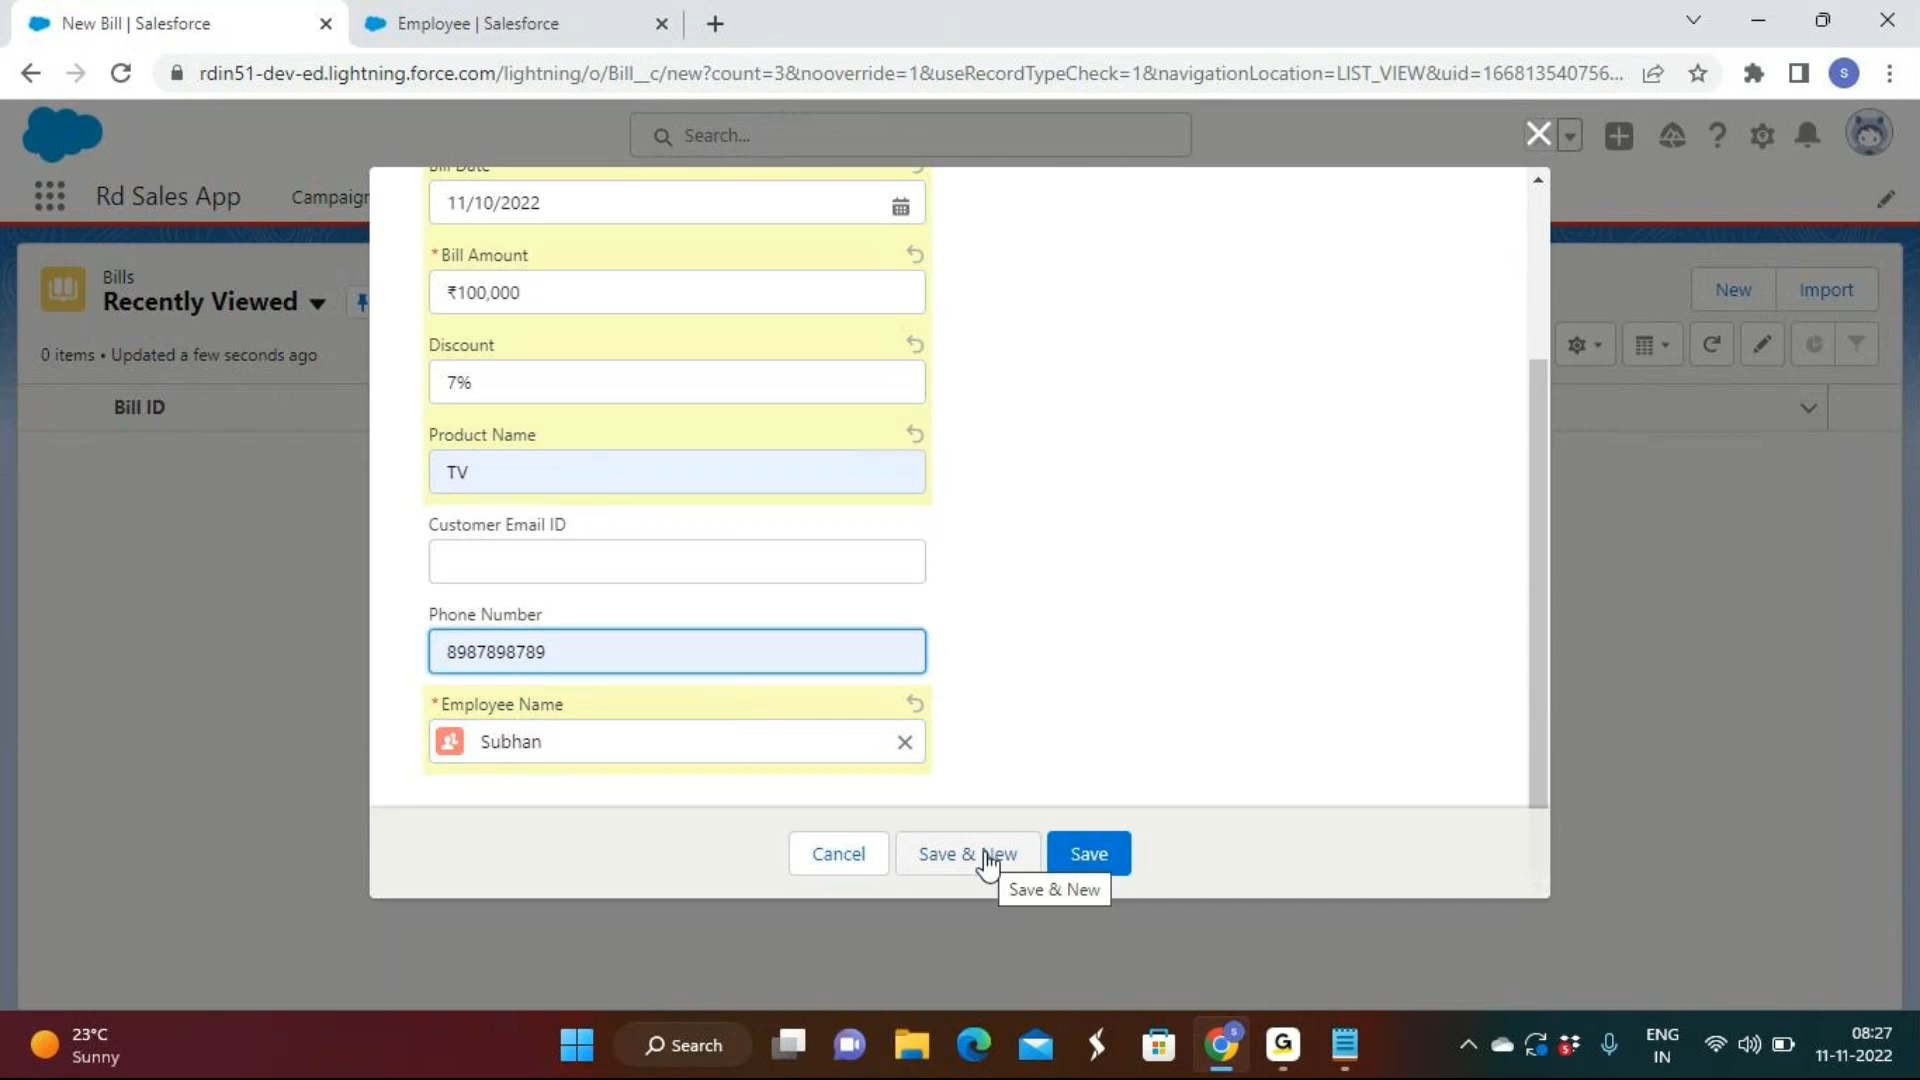 New Bill | Salesforce
Employee | Salesforce
rdin51-dev-ed.lightning.force.com/lightning/o/Bill__c/new?count=3&nooverride=1&useRecordTypeCheck=1&navigationLocation=LIST_VIEW&uid=166813540756...
S
Search...
Rd Sales App
Campaign
Bill Date
11/10/2022
*Bill Amount
₹100,000
Discount
7%
Product Name
TV
Customer Email ID
Phone Number
8987898789
*Employee Name
Subhan
Bills
Recently Viewed
0 items • Updated a few seconds ago
Bill ID
New
Import
Cancel
Save & New
Save
Save & New
23°C
Sunny
Search
ENG
IN
08:27
11-11-2022